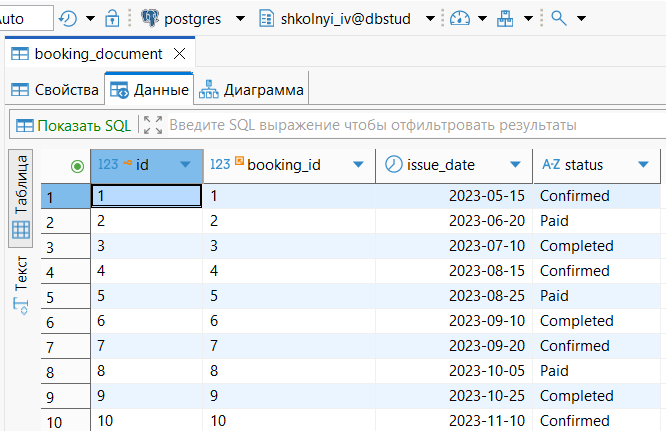 Auto postgres shkolnyi_iv@dbstud
booking_document
Свойства Данные Диаграмма
Показать SQL Введите SQL выражение чтобы отфильтровать результаты
Таблица
Текст
123 id 123 booking_id issue_date A-Z status
1 1 1 2023-05-15 Confirmed
2 2 2 2023-06-20 Paid
3 3 3 2023-07-10 Completed
4 4 4 2023-08-15 Confirmed
5 5 5 2023-08-25 Paid
6 6 6 2023-09-10 Completed
7 7 7 2023-09-20 Confirmed
8 8 8 2023-10-05 Paid
9 9 9 2023-10-25 Completed
10 10 10 2023-11-10 Confirmed